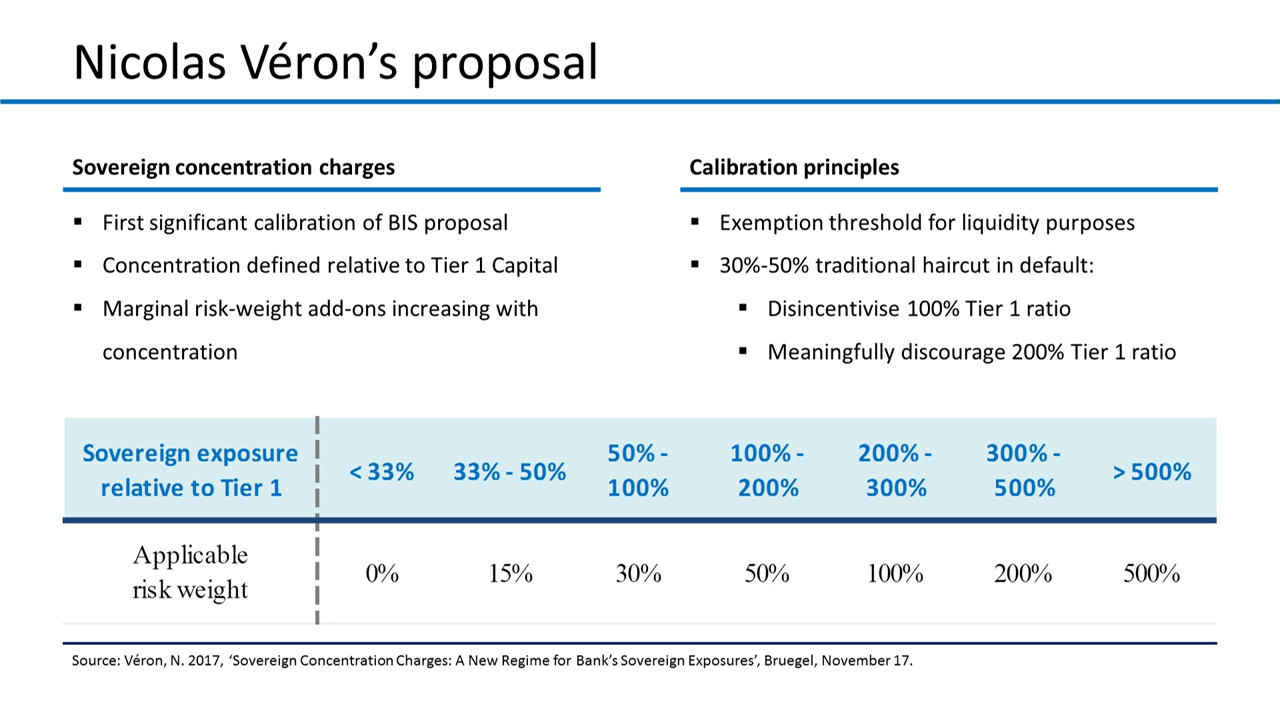 Nicolas Véron’s proposal
Sovereign concentration charges
▪ First significant calibration of BIS proposal
▪ Concentration defined relative to Tier 1 Capital
▪ Marginal risk-weight add-ons increasing with
concentration
Calibration principles
▪ Exemption threshold for liquidity purposes
▪ 30%-50% traditional haircut in default:
▪ Disincentivise 100% Tier 1 ratio
▪ Meaningfully discourage 200% Tier 1 ratio
Sovereign exposure
relative to Tier 1
< 33%
33% - 50%
50% -
100%
100% -
200%
200% -
300%
300% -
500%
> 500%
Applicable
risk weight
0%
15%
30%
50%
100%
200%
500%
Source: Véron, N. 2017, ‘Sovereign Concentration Charges: A New Regime for Bank’s Sovereign Exposures’, Bruegel, November 17.